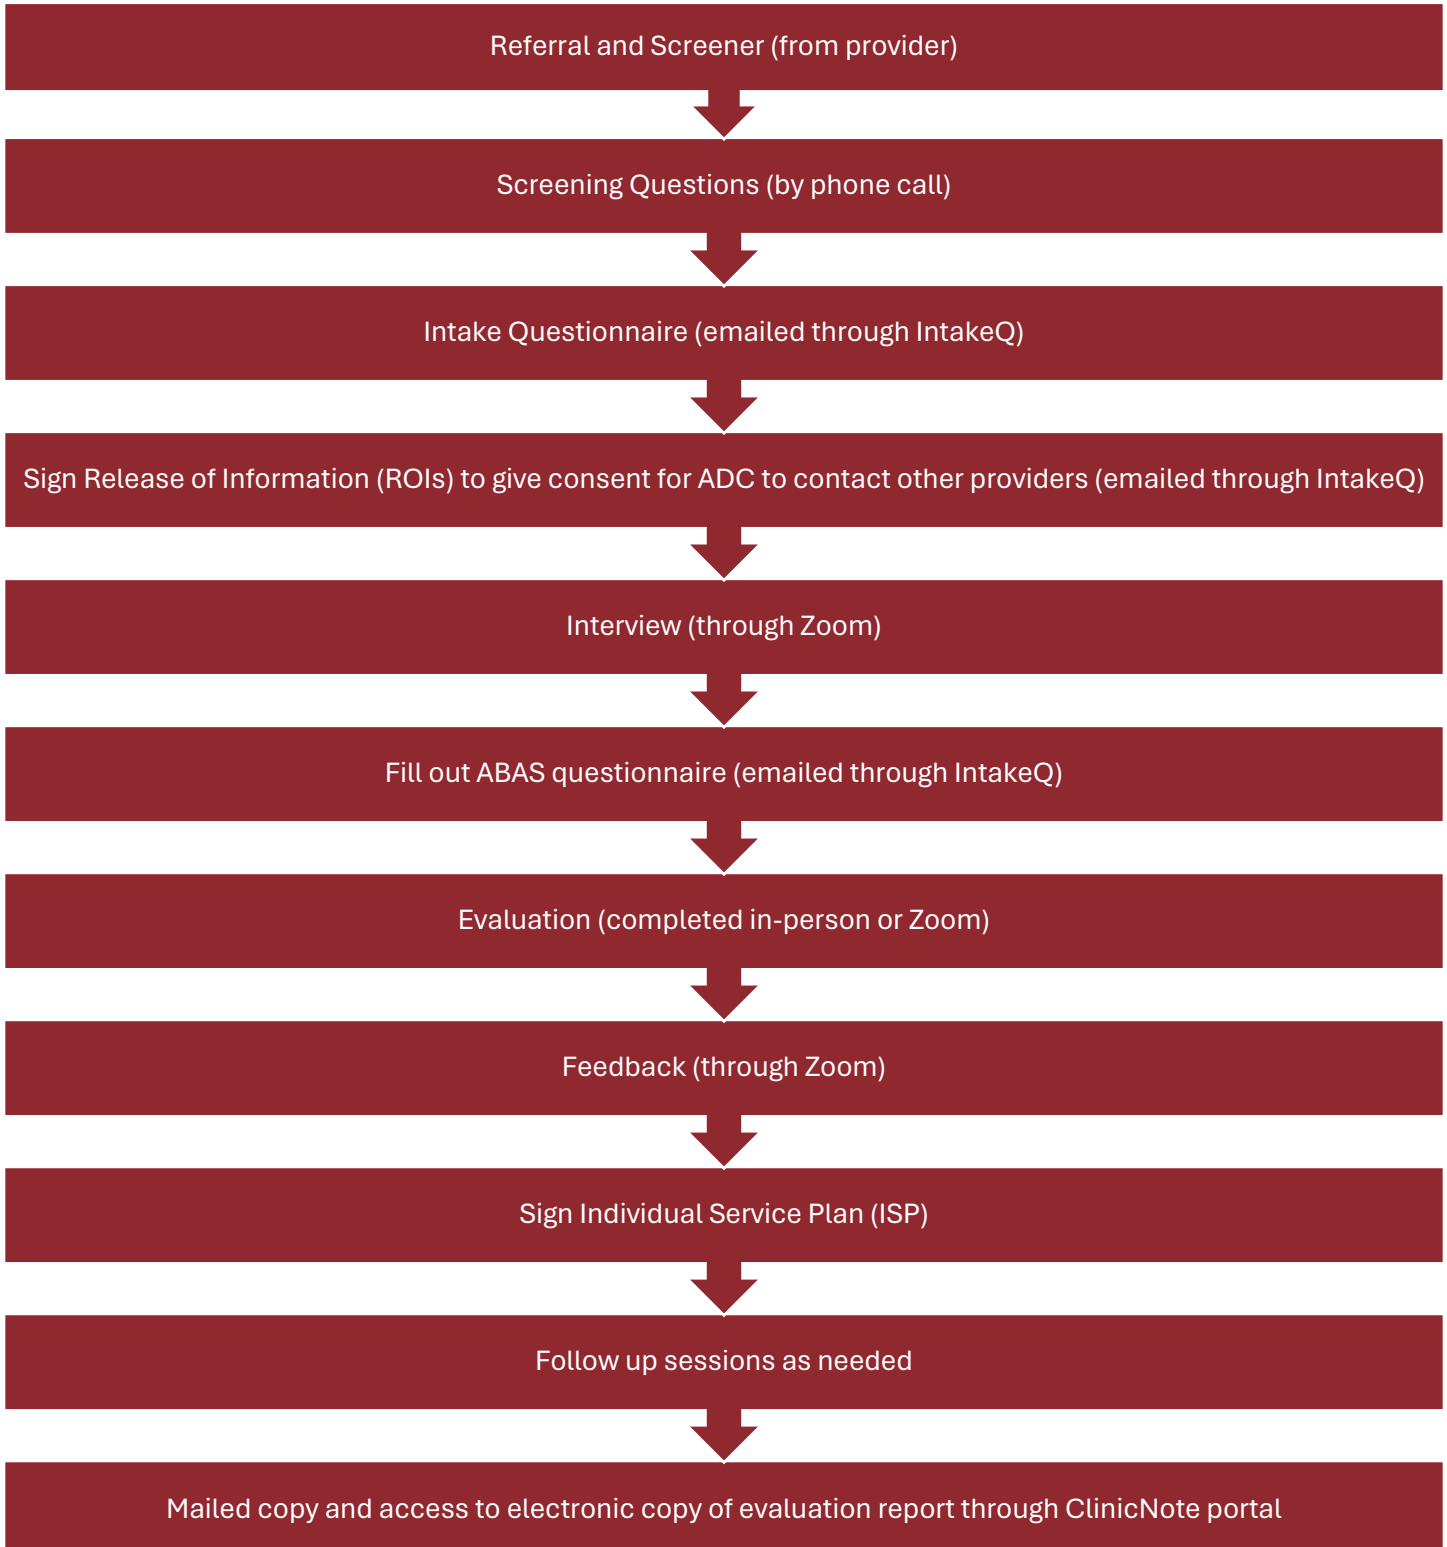 Referral and Screener (from provider)
Screening Questions (by phone call)
Intake Questionnaire (emailed through IntakeQ)
Sign Release of Information (ROIs) to give consent for ADC to contact other providers (emailed through IntakeQ)
Interview (through Zoom)
Fill out ABAS questionnaire (emailed through IntakeQ)
Evaluation (completed in-person or Zoom)
Feedback (through Zoom)
Sign Individual Service Plan (ISP)
Follow up sessions as needed
Mailed copy and access to electronic copy of evaluation report through ClinicNote portal